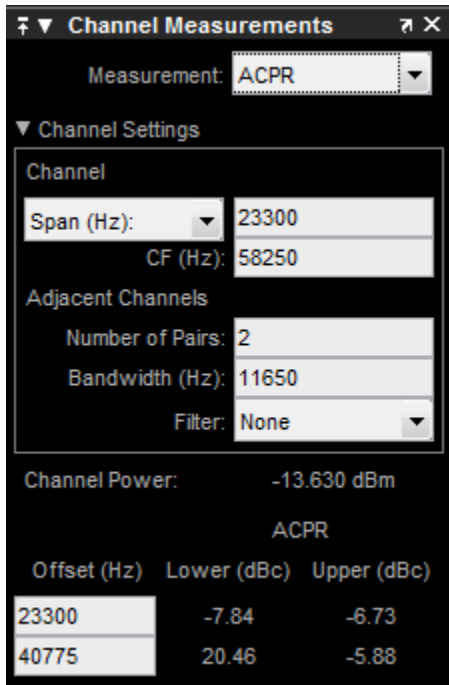 Channel Measurements
Measurement: ACPR
Channel Settings
Channel
Span (Hz): 23300
CF (Hz): 58250
Adjacent Channels
Number of Pairs: 2
Bandwidth (Hz): 11650
Filter: None
Channel Power: -13.630 dBm
ACPR
Offset (Hz) Lower (dBc) Upper (dBc)
23300 -7.84 -6.73
40775 20.46 -5.88